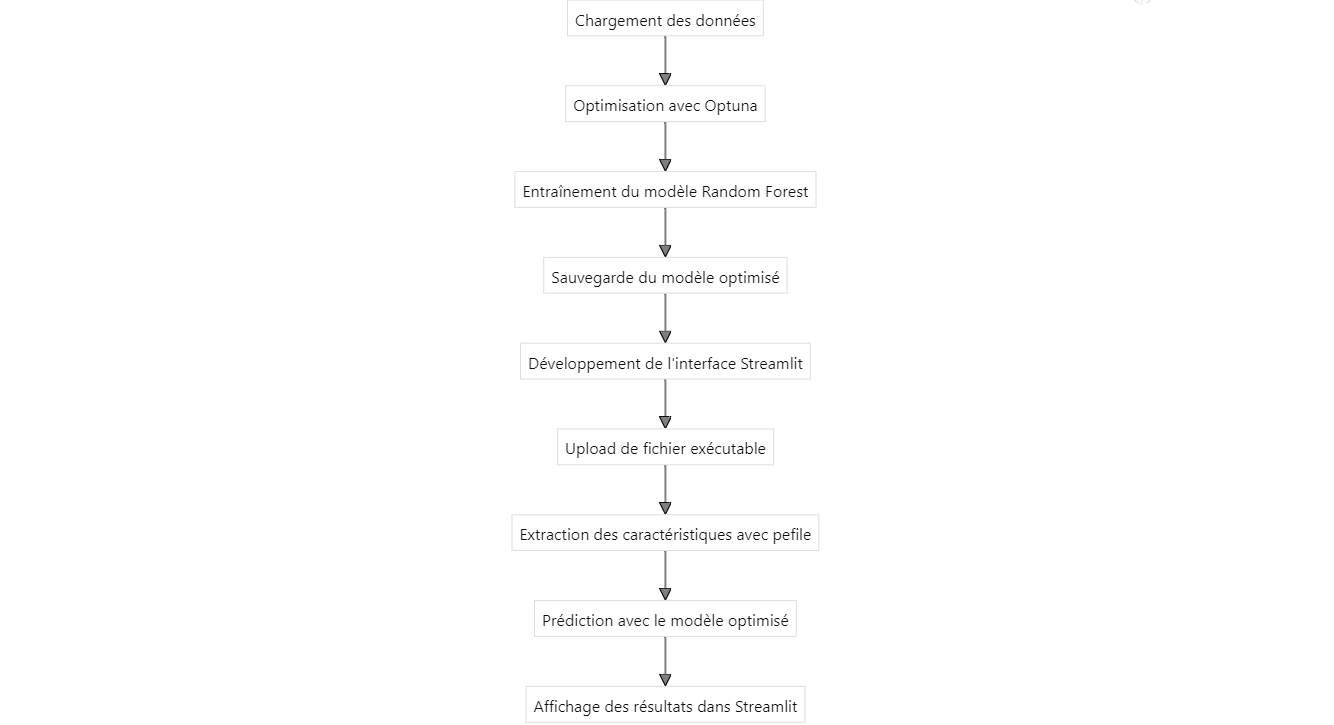 Chargement des données
Optimisation avec Optuna
Entraînement du modèle Random Forest
Sauvegarde du modèle optimisé
Développement de l'interface Streamlit
Upload de fichier exécutable
Extraction des caractéristiques avec pefile
Prédiction avec le modèle optimisé
Affichage des résultats dans Streamlit